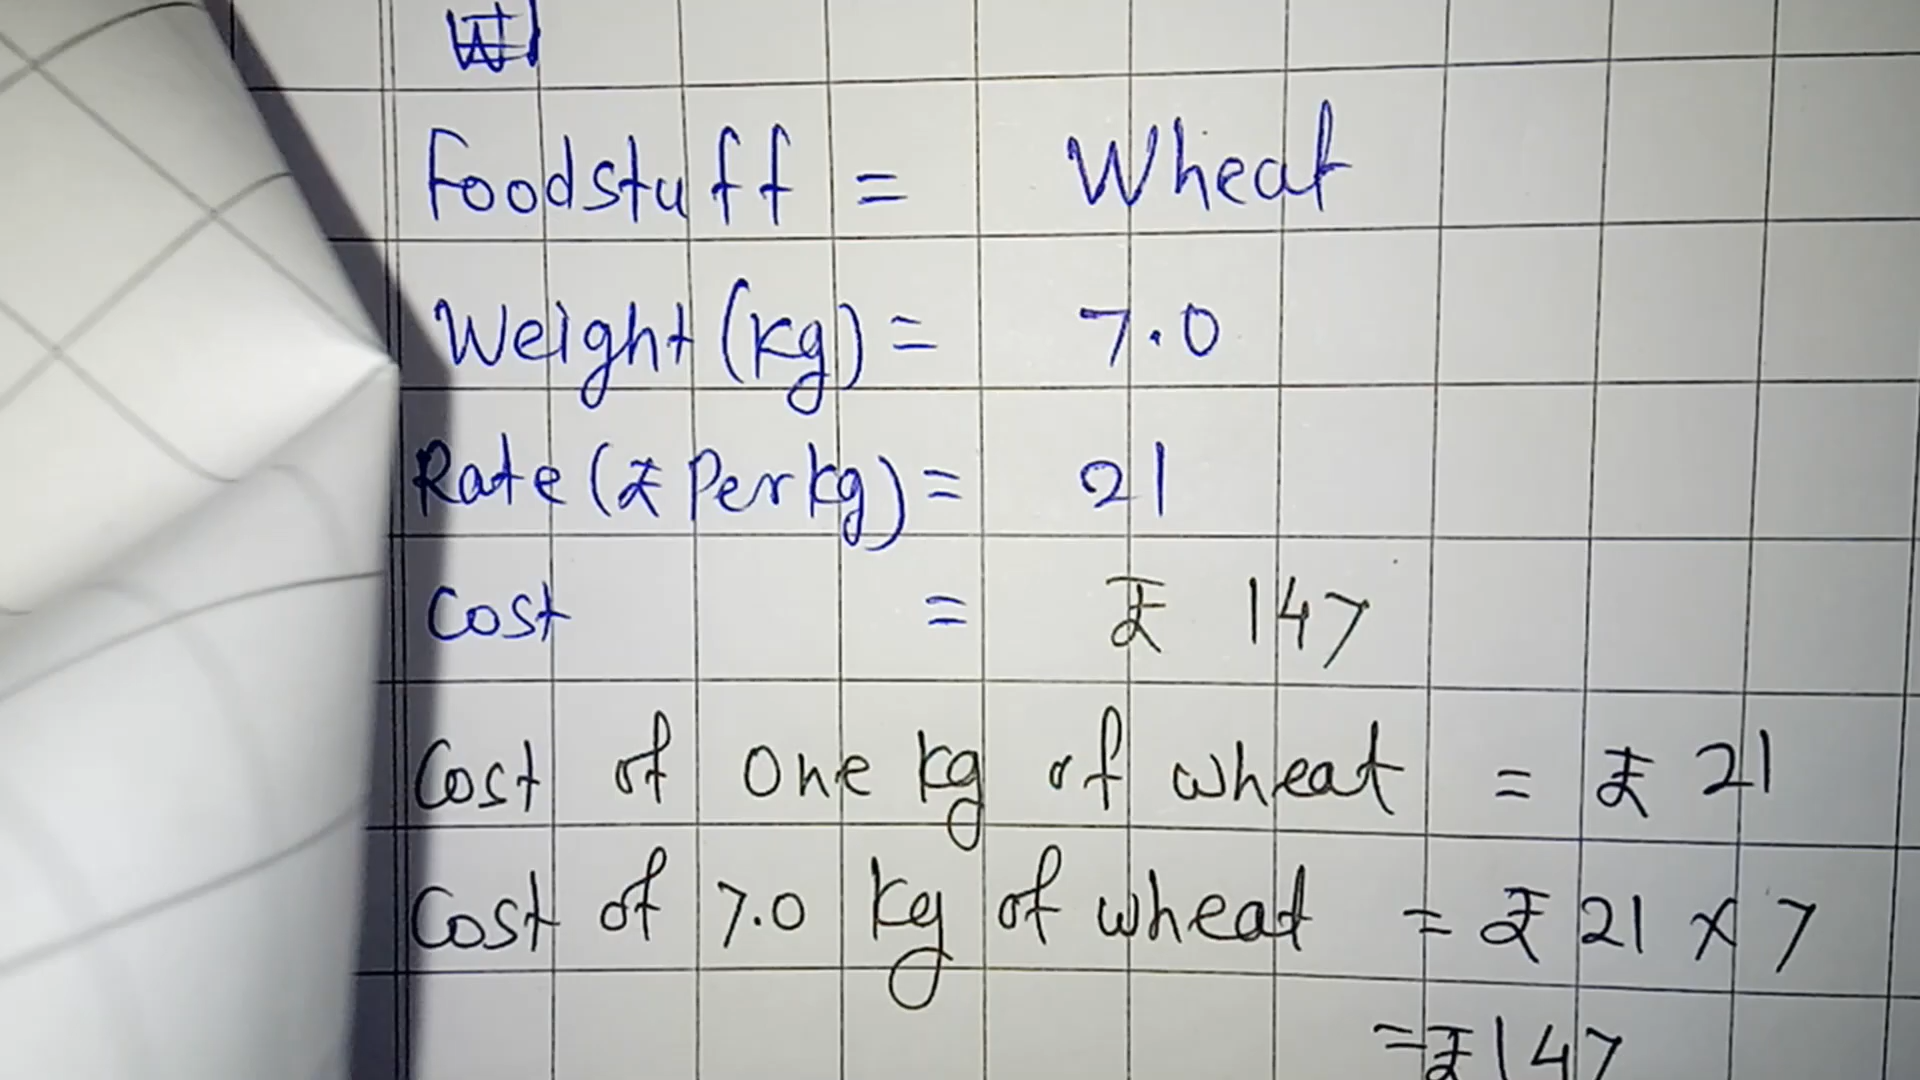 Foodstuff = Wheat
Weight (kg) = 7.0
Rate (₹ Per kg) = 21
Cost = ₹ 147
Cost of one kg of wheat = ₹ 21
Cost of 7.0 kg of wheat = ₹ 21 × 7
= ₹ 147